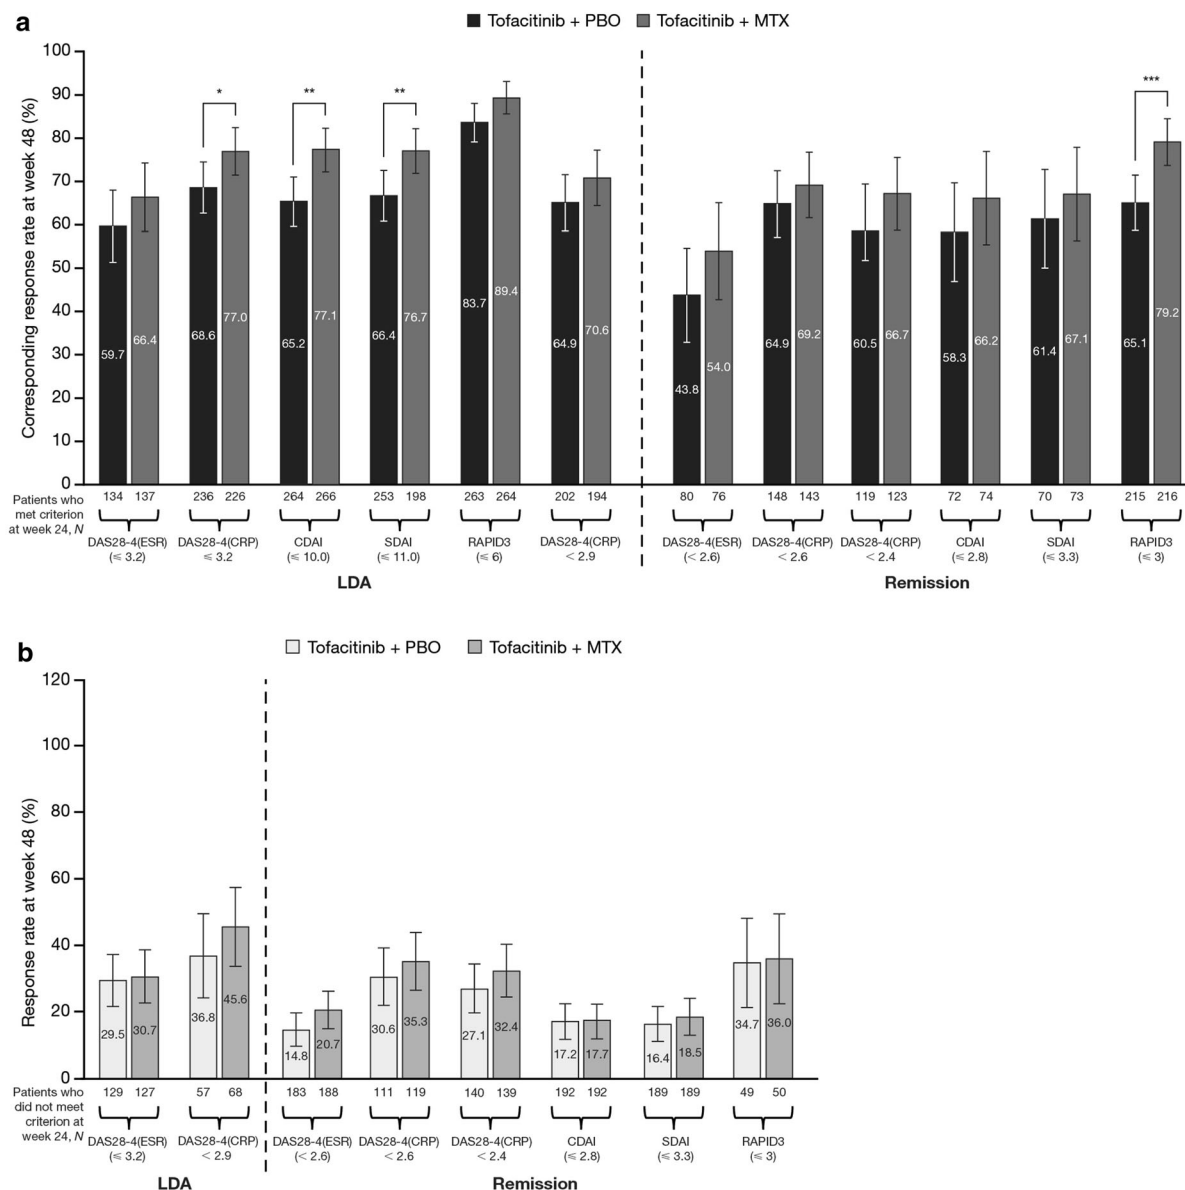 a
Tofacitinib + PBO Tofacitinib + MTX
Corresponding response rate at week 48 (%)
100
90
80
70
60
50
40
30
20
10
0
* ** ** ***
59.7 66.4 68.6 77.0 65.2 77.1 66.4 76.7 83.7 89.4 64.9 70.6 43.8 54.0 64.9 69.2 60.5 66.7 58.3 66.2 61.4 67.1 65.1 79.2
Patients who
met criterion
at week 24, N
134 137 236 226 264 266 253 198 263 264 202 194 80 76 148 143 119 123 72 74 70 73 215 216
DAS28-4(ESR) DAS28-4(CRP) CDAI SDAI RAPID3 DAS28-4(CRP) DAS28-4(ESR) DAS28-4(CRP) DAS28-4(CRP) CDAI SDAI RAPID3
(≤ 3.2) ≤ 3.2 (≤ 10.0) (≤ 11.0) (≤ 6) < 2.9 (< 2.6) < 2.6 < 2.4 (≤ 2.8) (≤ 3.3) (≤ 3)
LDA Remission
b
Tofacitinib + PBO Tofacitinib + MTX
Response rate at week 48 (%)
120
100
80
60
40
20
0
29.5 30.7 36.8 45.6 14.8 20.7 30.6 35.3 27.1 32.4 17.2 17.7 16.4 18.5 34.7 36.0
Patients who
did not meet
criterion at
week 24, N
129 127 57 68 183 188 111 119 140 139 192 192 189 189 49 50
DAS28-4(ESR) DAS28-4(CRP) DAS28-4(ESR) DAS28-4(CRP) DAS28-4(CRP) CDAI SDAI RAPID3
(≤ 3.2) < 2.9 (< 2.6) < 2.6 < 2.4 (≤ 2.8) (≤ 3.3) (≤ 3)
LDA Remission